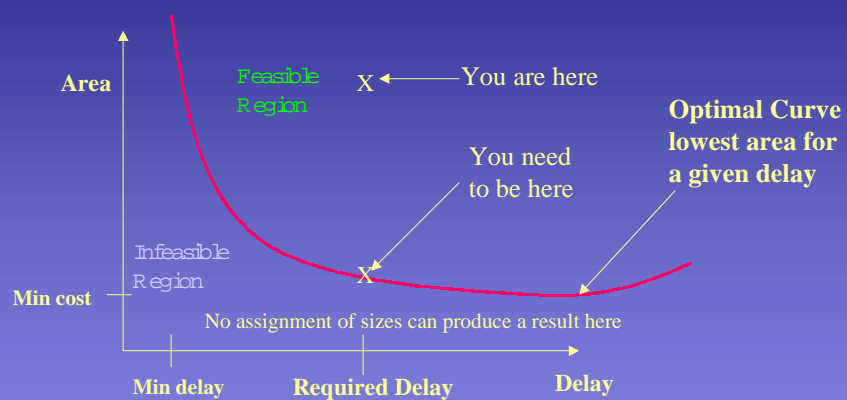 Area
Feasible
Region
X
You are here
Optimal Curve
lowest area for
a given delay
You need
to be here
Infeasible
Region
X
Min cost
No assignment of sizes can produce a result here
Min delay
Required Delay
Delay